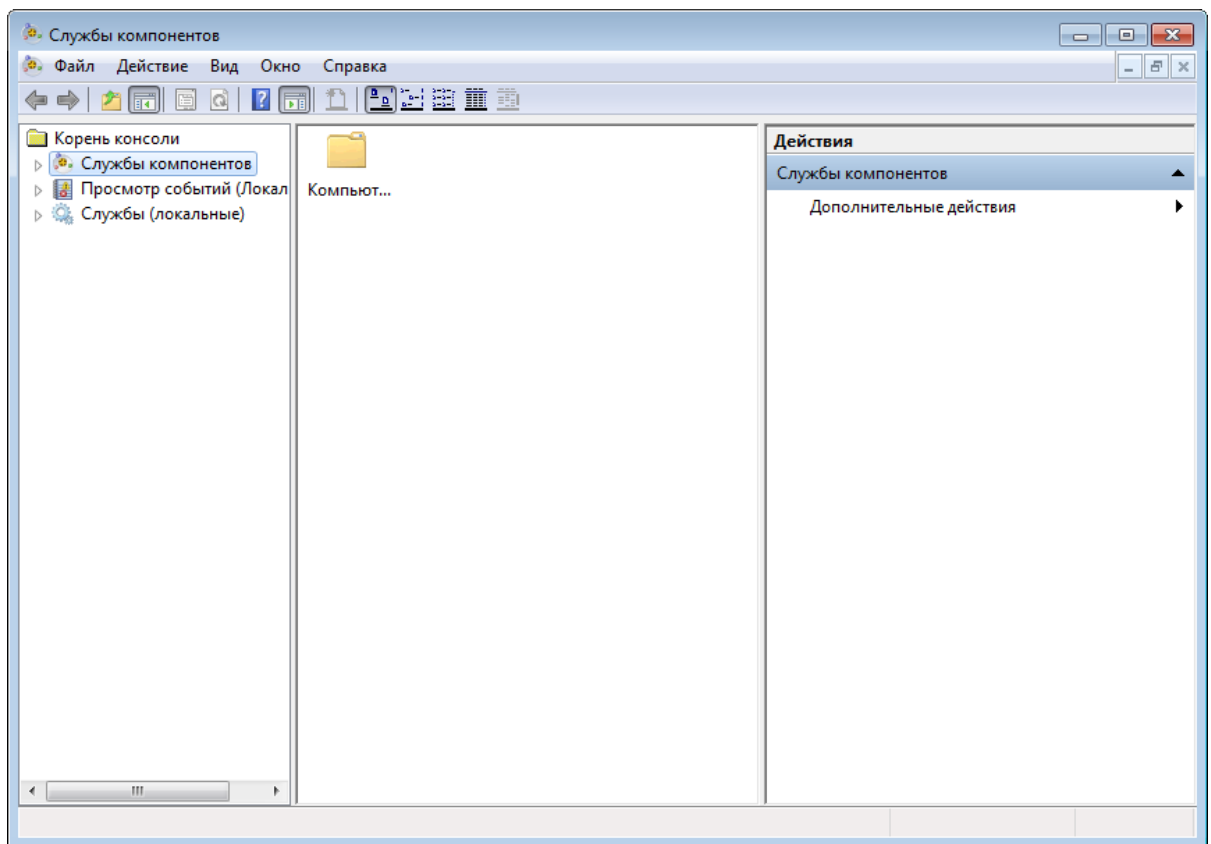 Службы компонентов
Файл Действие Вид Окно Справка
Корень консоли
Службы компонентов
Просмотр событий (Локал
Службы (локальные)
Компьют...
Действия
Службы компонентов
Дополнительные действия